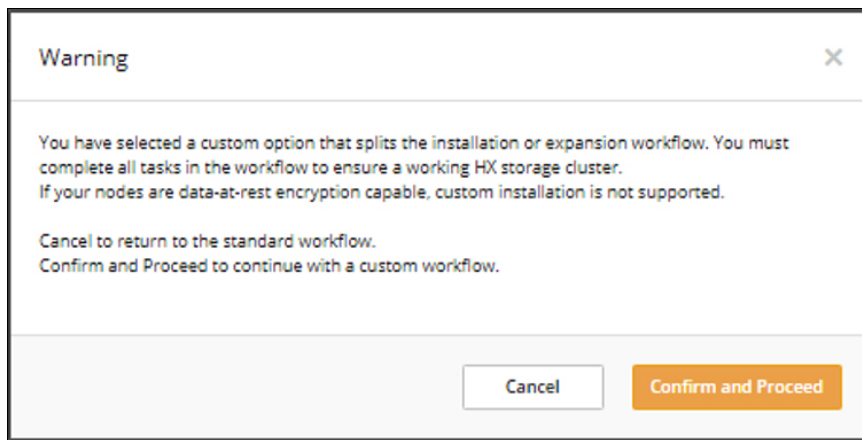 Warning
You have selected a custom option that splits the installation or expansion workflow. You must
complete all tasks in the workflow to ensure a working HX storage cluster.
If your nodes are data-at-rest encryption capable, custom installation is not supported.
Cancel to return to the standard workflow.
Confirm and Proceed to continue with a custom workflow.
Cancel
Confirm and Proceed